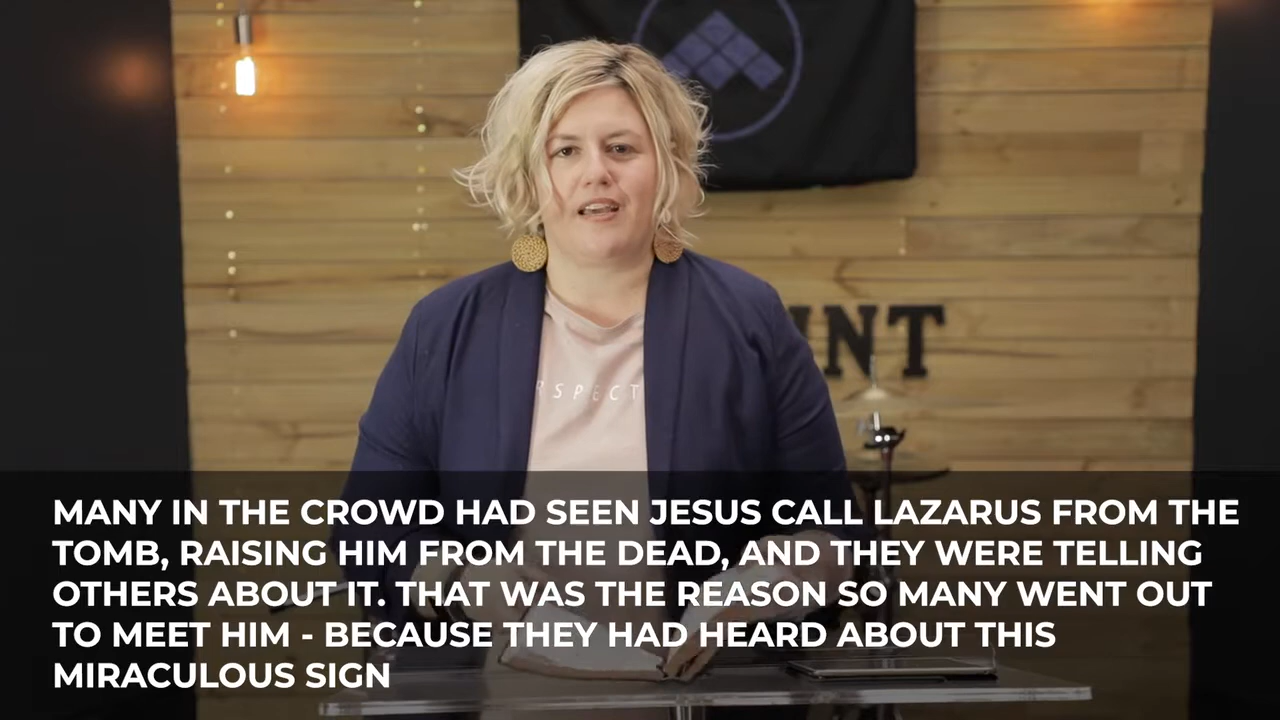 INT
RSPECT
MANY IN THE CROWD HAD SEEN JESUS CALL LAZARUS FROM THE
TOMB, RAISING HIM FROM THE DEAD, AND THEY WERE TELLING
OTHERS ABOUT IT. THAT WAS THE REASON SO MANY WENT OUT
TO MEET HIM - BECAUSE THEY HAD HEARD ABOUT THIS
MIRACULOUS SIGN